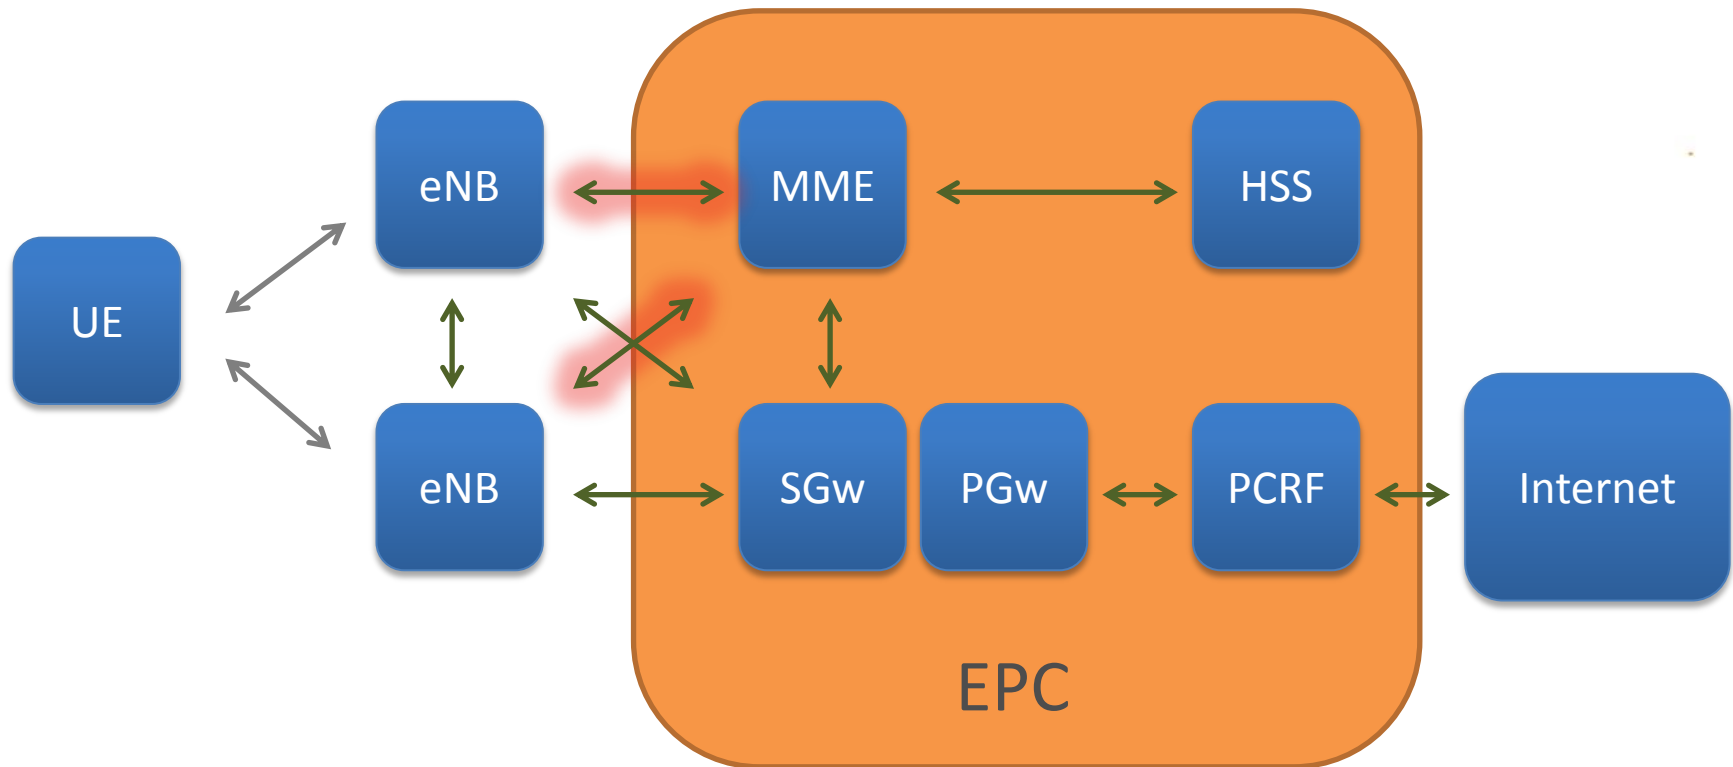 eNB
MME
HSS
UE
eNB
SGw
PGw
PCRF
Internet
EPC